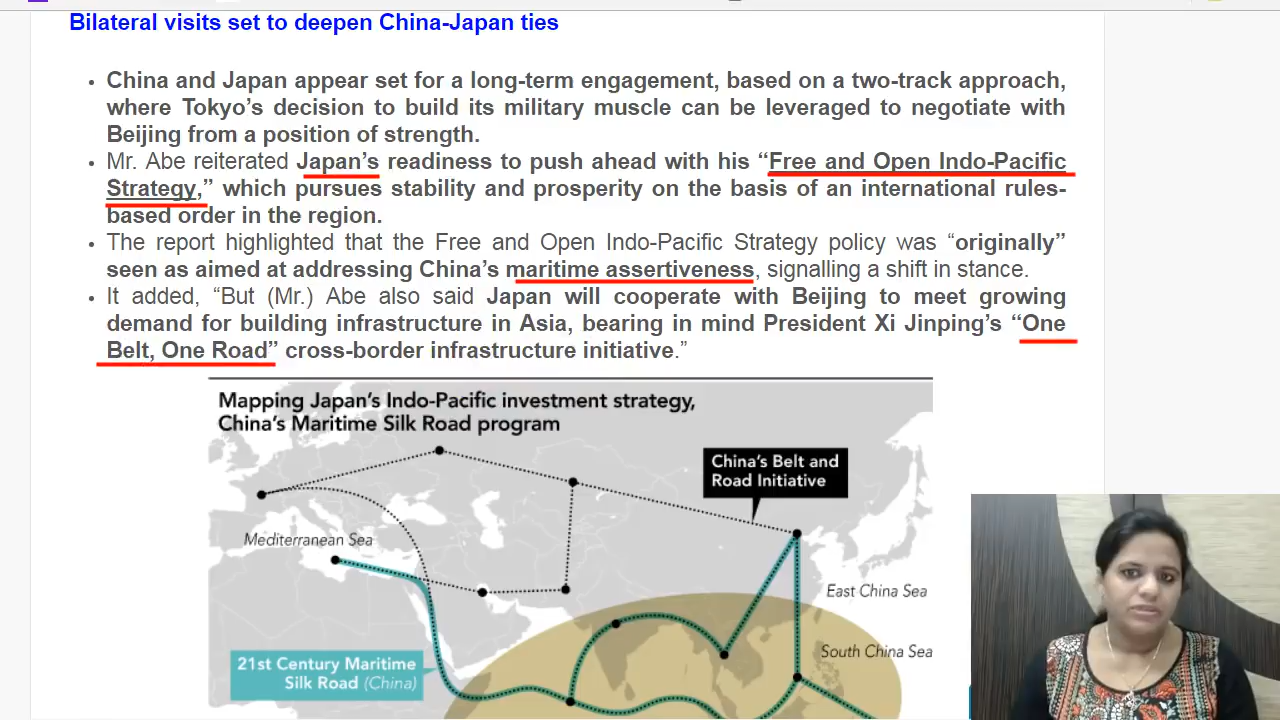 Bilateral visits set to deepen China-Japan ties
• China and Japan appear set for a long-term engagement, based on a two-track approach,
where Tokyo’s decision to build its military muscle can be leveraged to negotiate with
Beijing from a position of strength.
• Mr. Abe reiterated Japan’s readiness to push ahead with his “Free and Open Indo-Pacific
Strategy,” which pursues stability and prosperity on the basis of an international rules-
based order in the region.
• The report highlighted that the Free and Open Indo-Pacific Strategy policy was “originally”
seen as aimed at addressing China’s maritime assertiveness, signalling a shift in stance.
• It added, “But (Mr.) Abe also said Japan will cooperate with Beijing to meet growing
demand for building infrastructure in Asia, bearing in mind President Xi Jinping’s “One
Belt, One Road” cross-border infrastructure initiative.”
Mapping Japan’s Indo-Pacific investment strategy,
China’s Maritime Silk Road program
China’s Belt and
Road Initiative
Mediterranean Sea
East China Sea
South China Sea
21st Century Maritime
Silk Road (China)